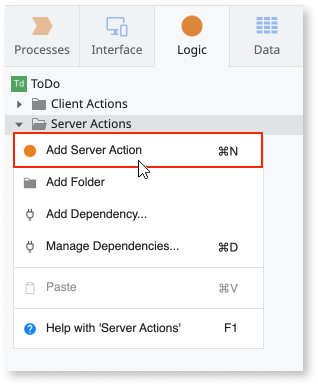 Processes Interface Logic Data
Td ToDo
Client Actions
Server Actions
Add Server Action ⌘N
Add Folder
Add Dependency...
Manage Dependencies... ⌘D
Paste ⌘V
? Help with 'Server Actions' F1